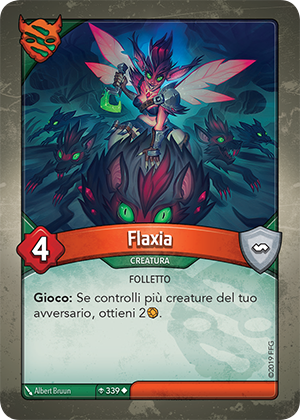 Flaxia
CREATURA
4
FOLLETTO
Gioco: Se controlli più creature del tuo
avversario, ottieni 2.
©2019 FFG
Albert Bruun
339